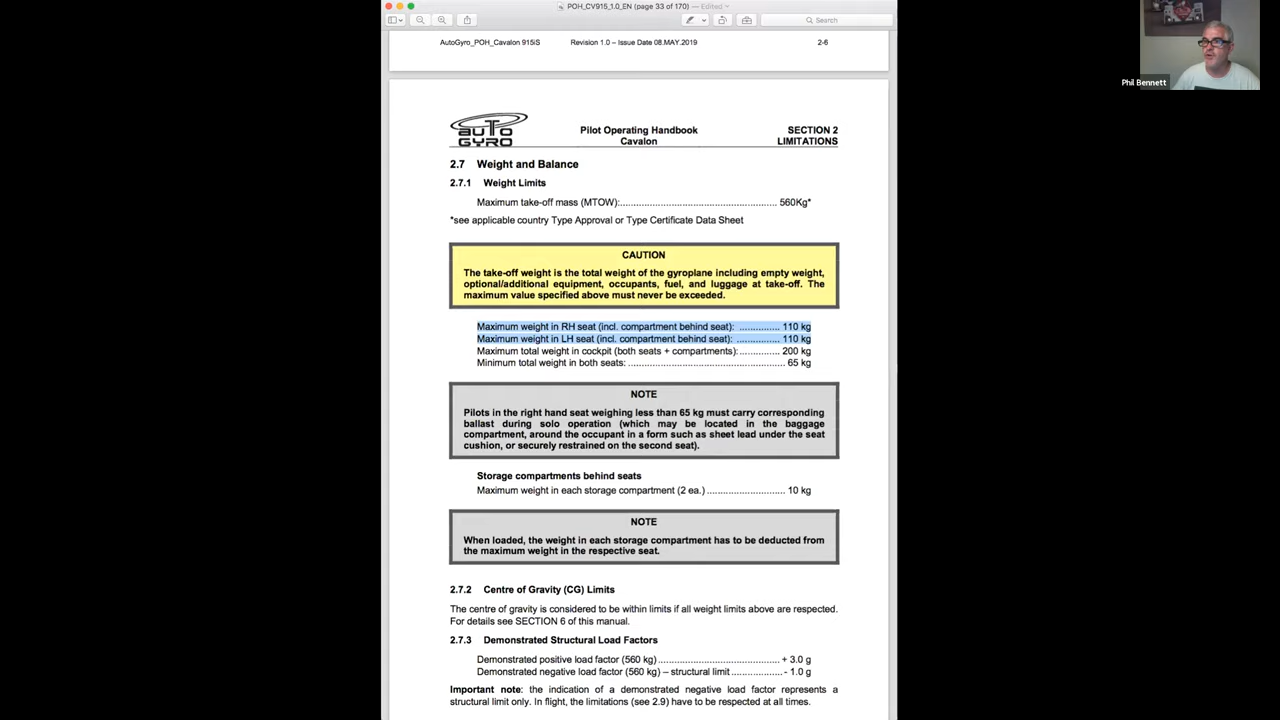 POH_CV915_1.0_EN (page 33 of 170) — Edited
Search
AutoGyro_POH_Cavalon 915iS Revision 1.0 – Issue Date 08.MAY.2019 2-6
Phil Bennett
AUTO
GYRO
Pilot Operating Handbook
Cavalon
SECTION 2
LIMITATIONS
2.7 Weight and Balance
2.7.1 Weight Limits
Maximum take-off mass (MTOW):................................................... 560Kg*
*see applicable country Type Approval or Type Certificate Data Sheet
CAUTION
The take-off weight is the total weight of the gyroplane including empty weight,
optional/additional equipment, occupants, fuel, and luggage at take-off. The
maximum value specified above must never be exceeded.
Maximum weight in RH seat (incl. compartment behind seat): ............... 110 kg
Maximum weight in LH seat (incl. compartment behind seat): ............... 110 kg
Maximum total weight in cockpit (both seats + compartments):.............. 200 kg
Minimum total weight in both seats: .................................................... 65 kg
NOTE
Pilots in the right hand seat weighing less than 65 kg must carry corresponding
ballast during solo operation (which may be located in the baggage
compartment, around the occupant in a form such as sheet lead under the seat
cushion, or securely restrained on the second seat).
Storage compartments behind seats
Maximum weight in each storage compartment (2 ea.) .......................... 10 kg
NOTE
When loaded, the weight in each storage compartment has to be deducted from
the maximum weight in the respective seat.
2.7.2 Centre of Gravity (CG) Limits
The centre of gravity is considered to be within limits if all weight limits above are respected.
For details see SECTION 6 of this manual.
2.7.3 Demonstrated Structural Load Factors
Demonstrated positive load factor (560 kg) ......................................... + 3.0 g
Demonstrated negative load factor (560 kg) – structural limit ................. - 1.0 g
Important note: the indication of a demonstrated negative load factor represents a
structural limit only. In flight, the limitations (see 2.9) have to be respected at all times.